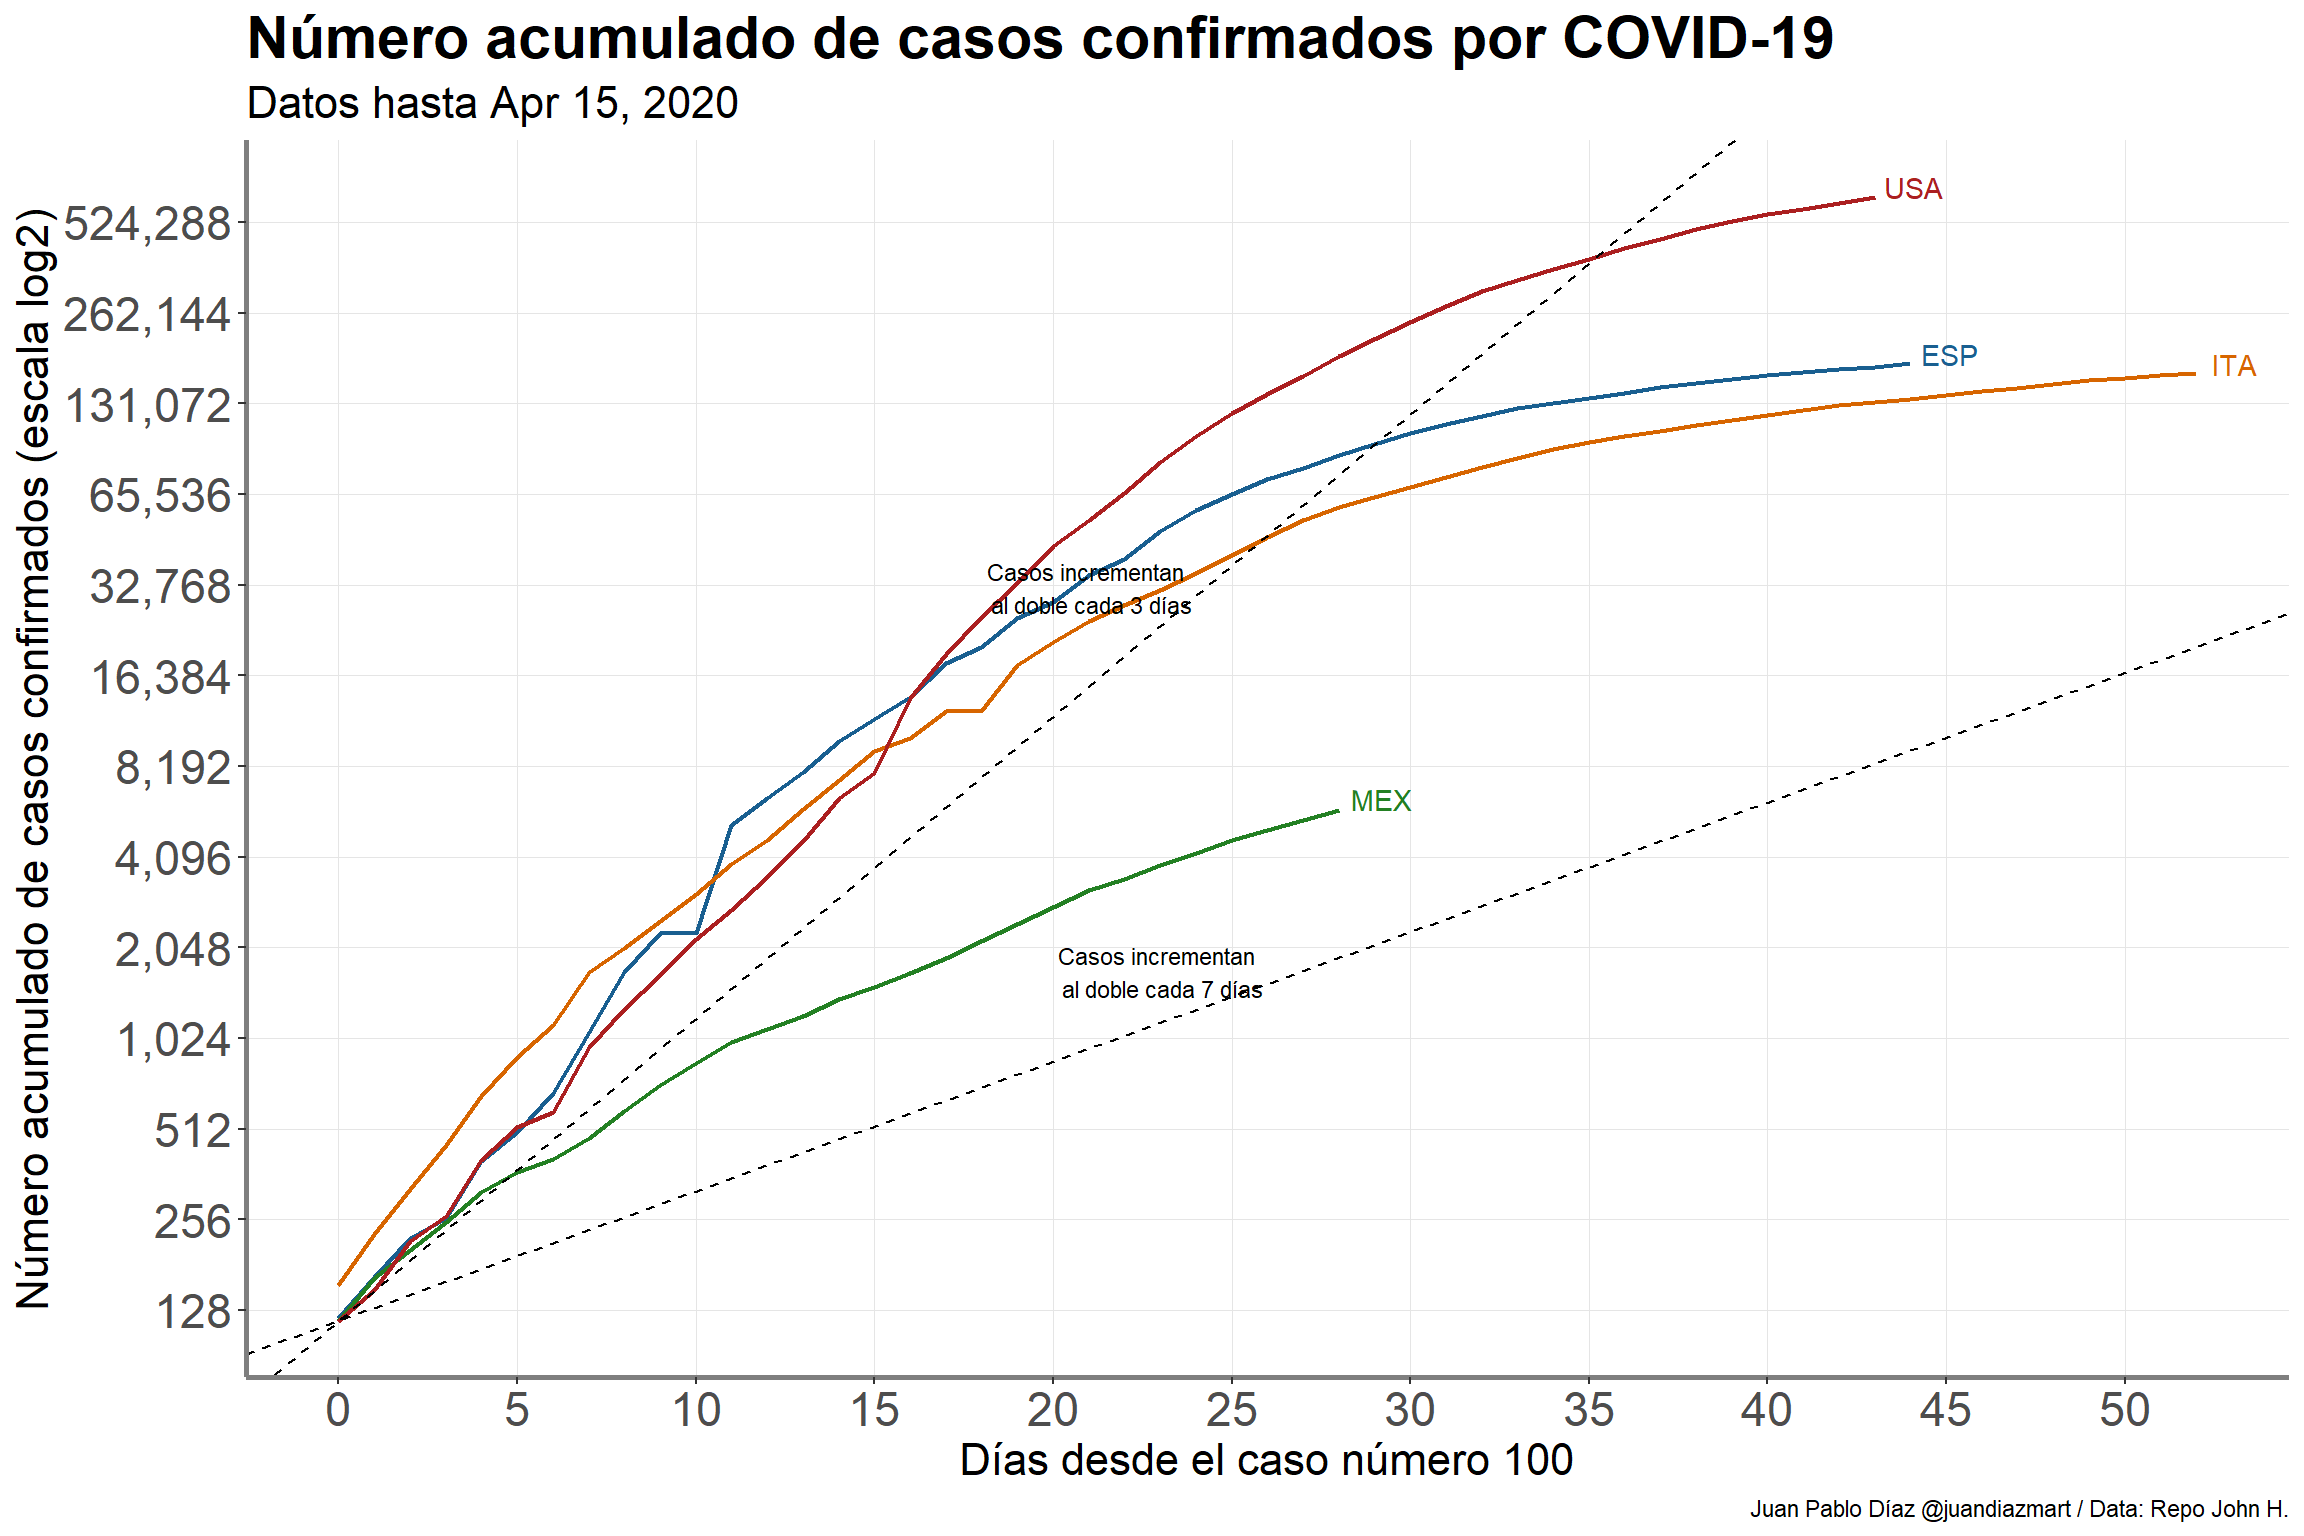 Número acumulado de casos confirmados por COVID-19
Datos hasta Apr 15, 2020
Número acumulado de casos confirmados (escala log2)
524,288
262,144
131,072
65,536
32,768
16,384
8,192
4,096
2,048
1,024
512
256
128
USA
ESP
ITA
Casos incrementan
al doble cada 3 días
MEX
Casos incrementan
al doble cada 7 días
0 5 10 15 20 25 30 35 40 45 50
Días desde el caso número 100
Juan Pablo Díaz @juandiazmart / Data: Repo John H.